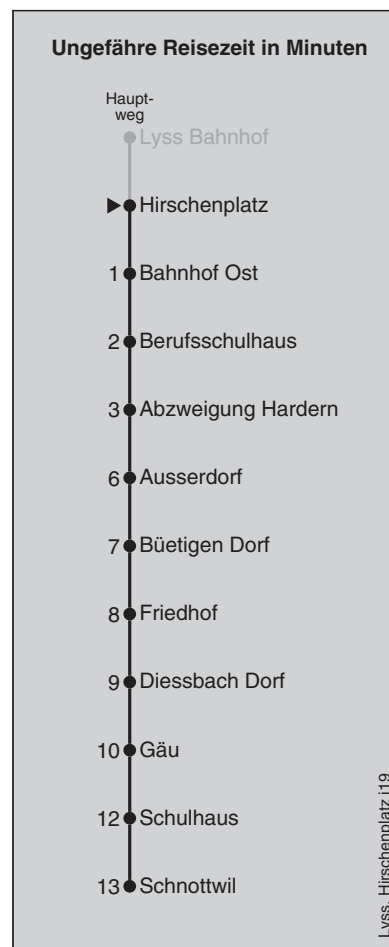 Ungefähre Reisezeit in Minuten
Haupt-
weg
Lyss Bahnhof
Hirschenplatz
1 Bahnhof Ost
2 Berufsschulhaus
3 Abzweigung Hardern
6 Ausserdorf
7 Büetigen Dorf
8 Friedhof
9 Diessbach Dorf
10 Gäu
12 Schulhaus
13 Schnottwil
Lyss, Hirschenplatz j19